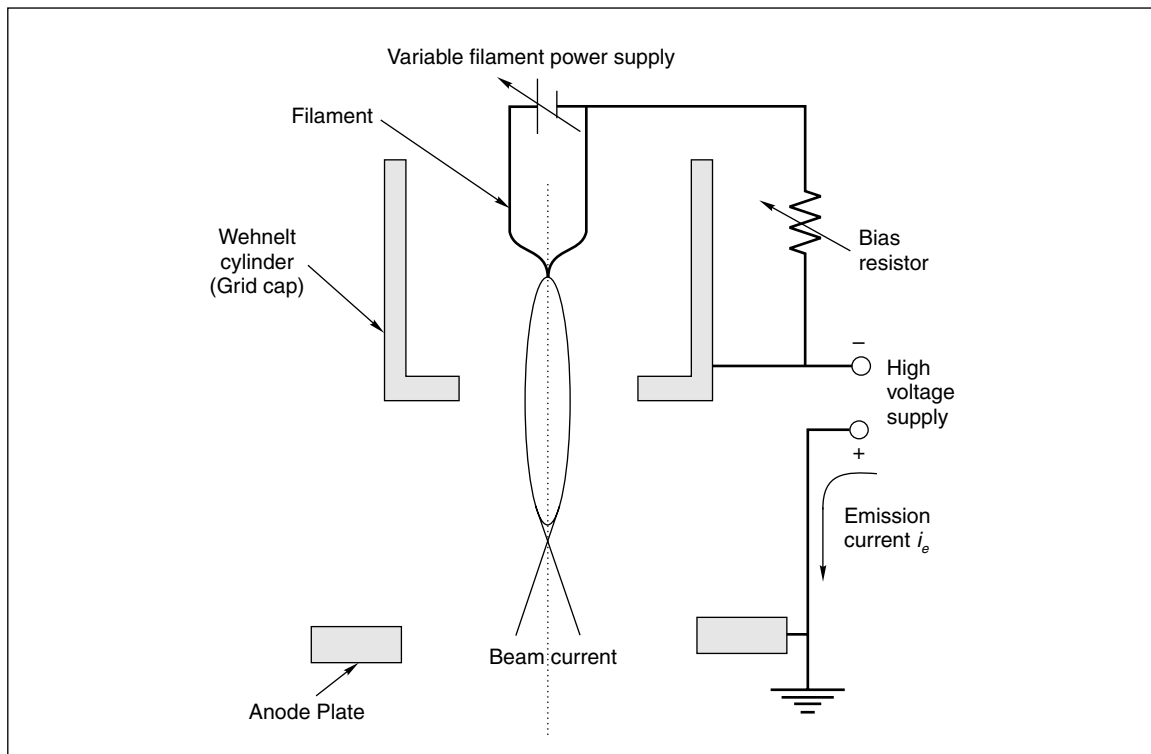 Variable filament power supply
Filament
Wehnelt
cylinder
(Grid cap)
Bias
resistor
–
High
voltage
supply
+
Emission
current i_e
Beam current
Anode Plate